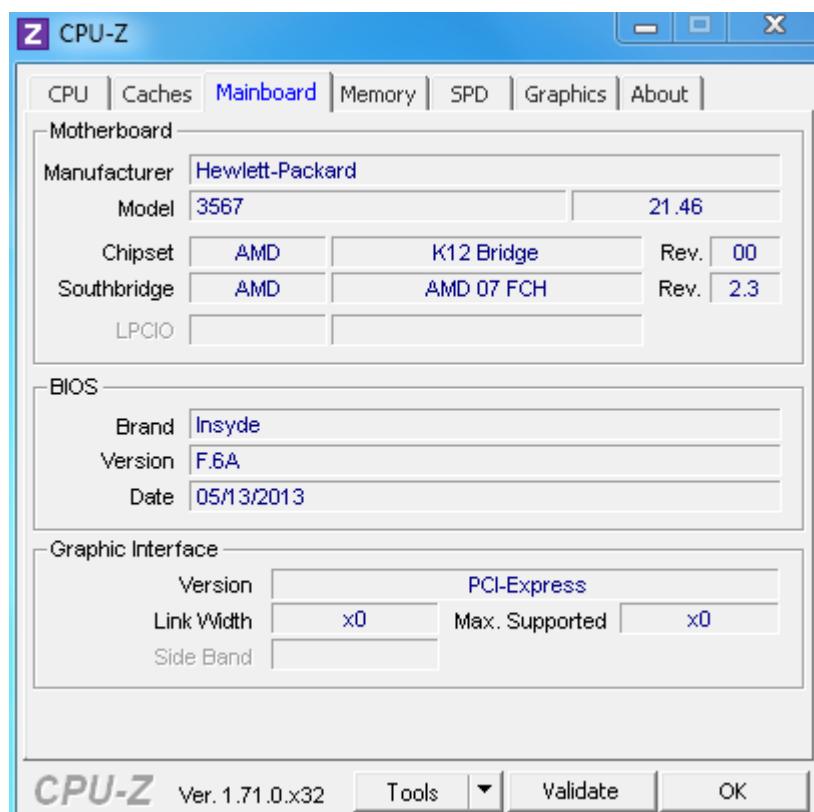 Z CPU-Z
CPU Caches Mainboard Memory SPD Graphics About
Motherboard
Manufacturer Hewlett-Packard
Model 3567 21.46
Chipset AMD K12 Bridge Rev. 00
Southbridge AMD AMD 07 FCH Rev. 2.3
LPCIO
BIOS
Brand Insyde
Version F.6A
Date 05/13/2013
Graphic Interface
Version PCI-Express
Link Width x0 Max. Supported x0
Side Band
CPU-Z Ver. 1.71.0.x32 Tools Validate OK